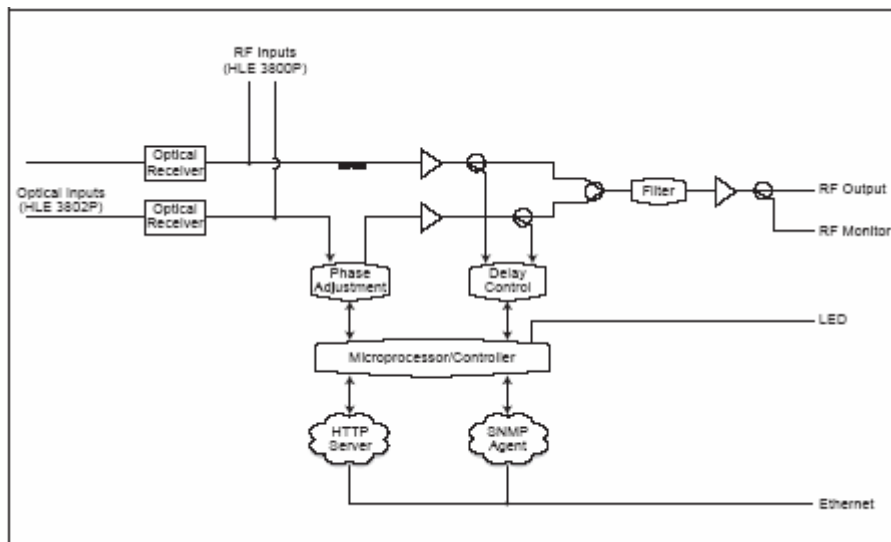 RF Inputs
(HLE 3800P)
Optical
Receiver
Optical Inputs
(HLE 3802P)
Optical
Receiver
Filter
RF Output
RF Monitor
Phase
Adjustment
Delay
Control
LED
Microprocessor/Controller
HTTP
Server
SNMP
Agent
Ethernet